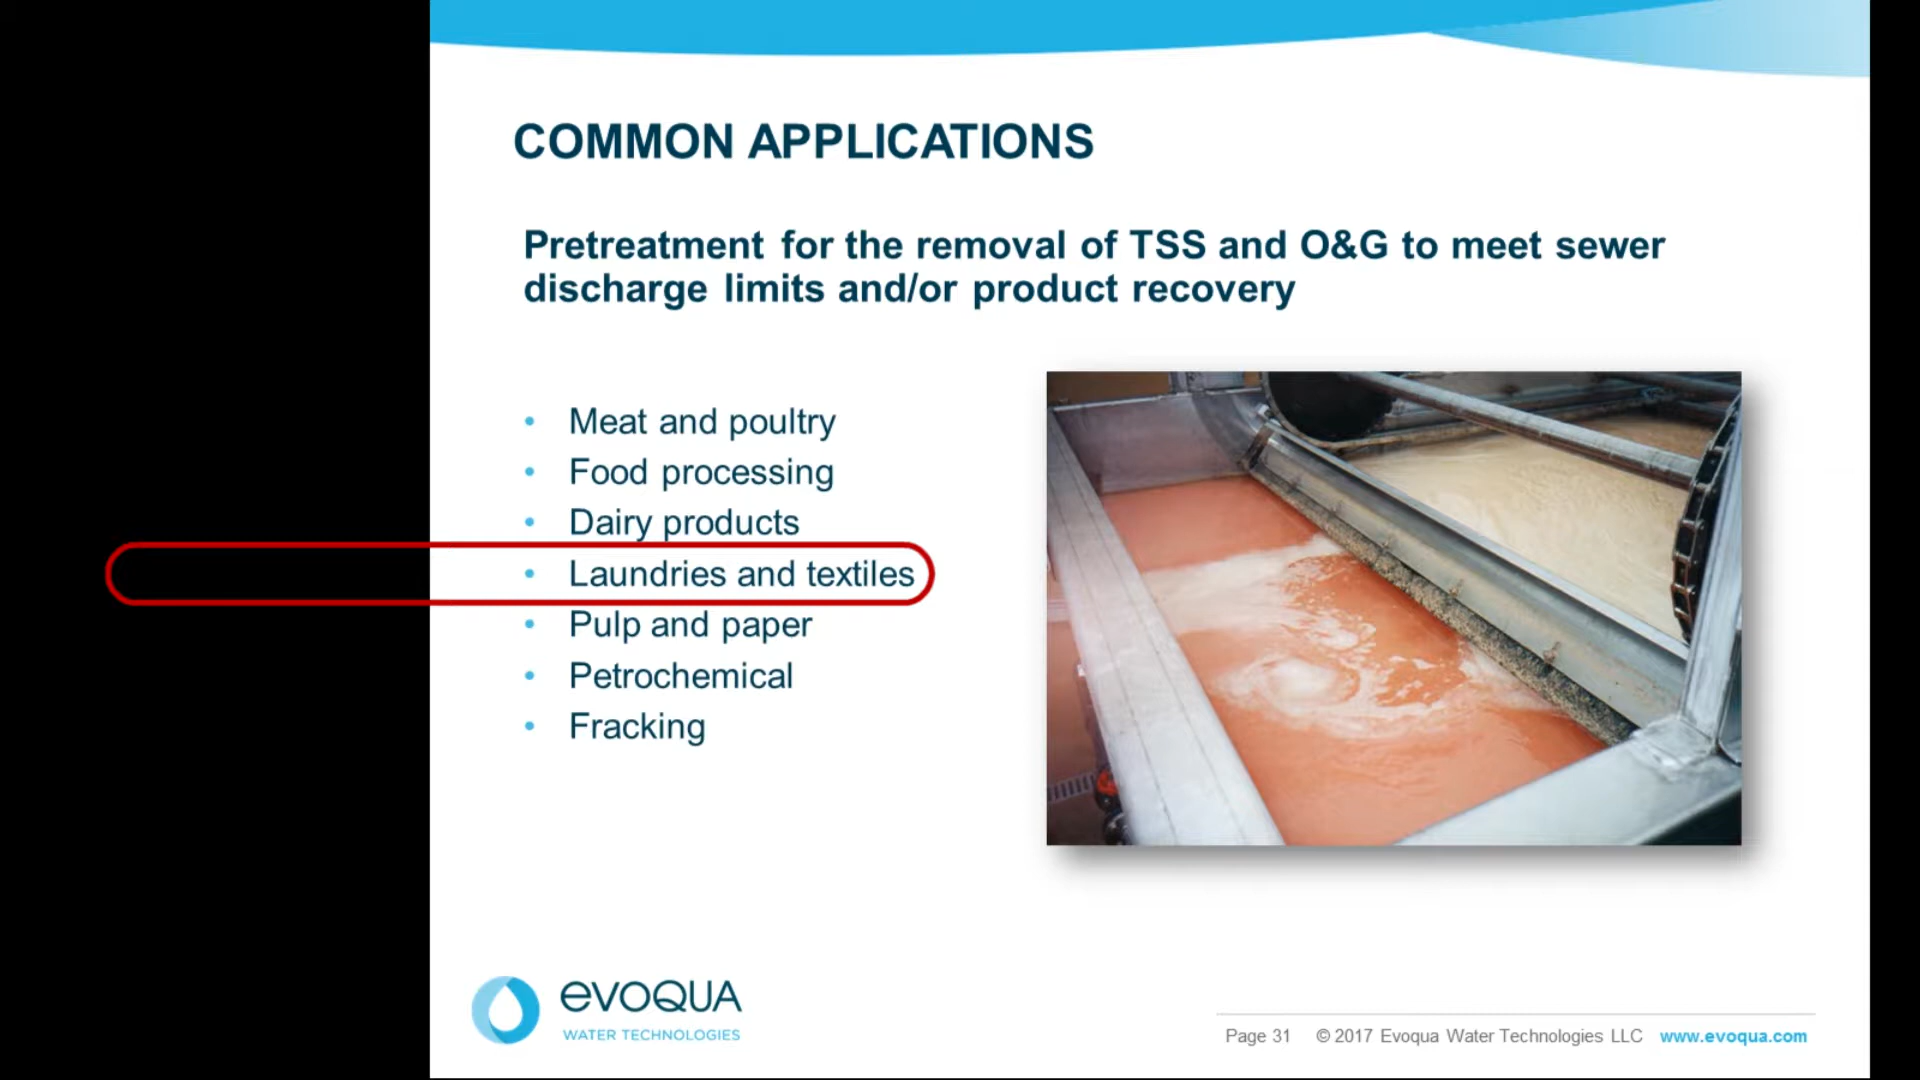 COMMON APPLICATIONS
Pretreatment for the removal of TSS and O&G to meet sewer
discharge limits and/or product recovery
• Meat and poultry
• Food processing
• Dairy products
• Laundries and textiles
• Pulp and paper
• Petrochemical
• Fracking
evoqua
WATER TECHNOLOGIES
Page 31 © 2017 Evoqua Water Technologies LLC www.evoqua.com